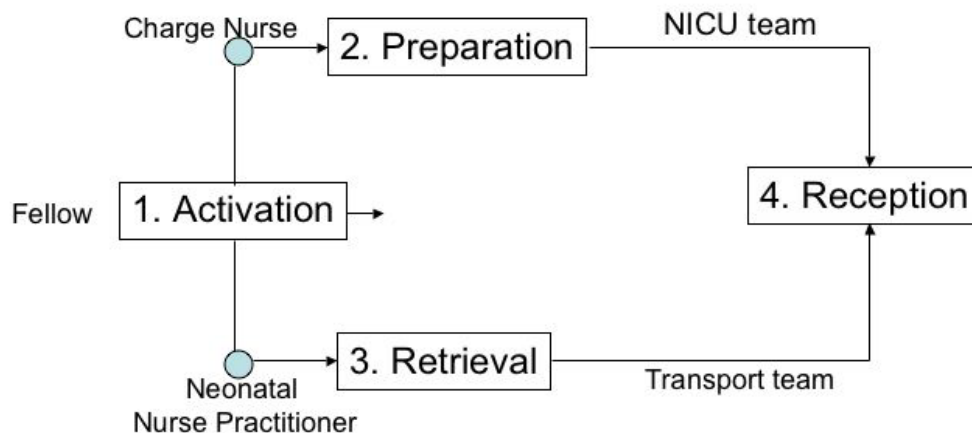 Charge Nurse
2. Preparation
NICU team
Fellow
1. Activation
4. Reception
3. Retrieval
Neonatal
Nurse Practitioner
Transport team